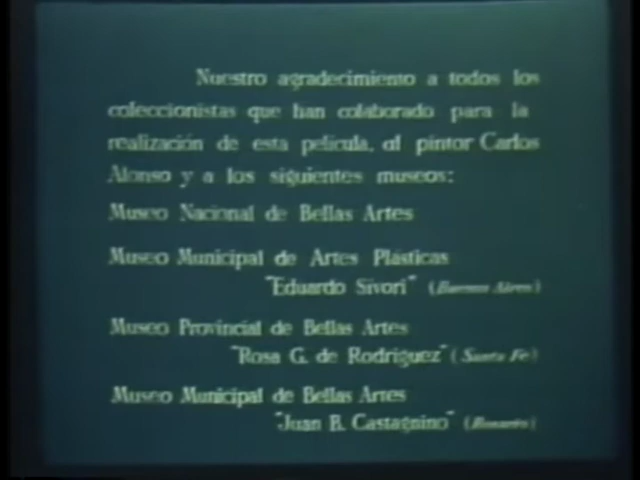 Nuestro agradecimiento a todos los
coleccionistas que han colaborado para la
realización de esta película, al pintor Carlos
Alonso y a los siguientes museos:
Museo Nacional de Bellas Artes
Museo Municipal de Artes Plásticas
"Eduardo Sívori" (Buenos Aires)
Museo Provincial de Bellas Artes
"Rosa G. de Rodriguez" (Santa Fe)
Museo Municipal de Bellas Artes
"Juan B. Castagnino" (Rosario)